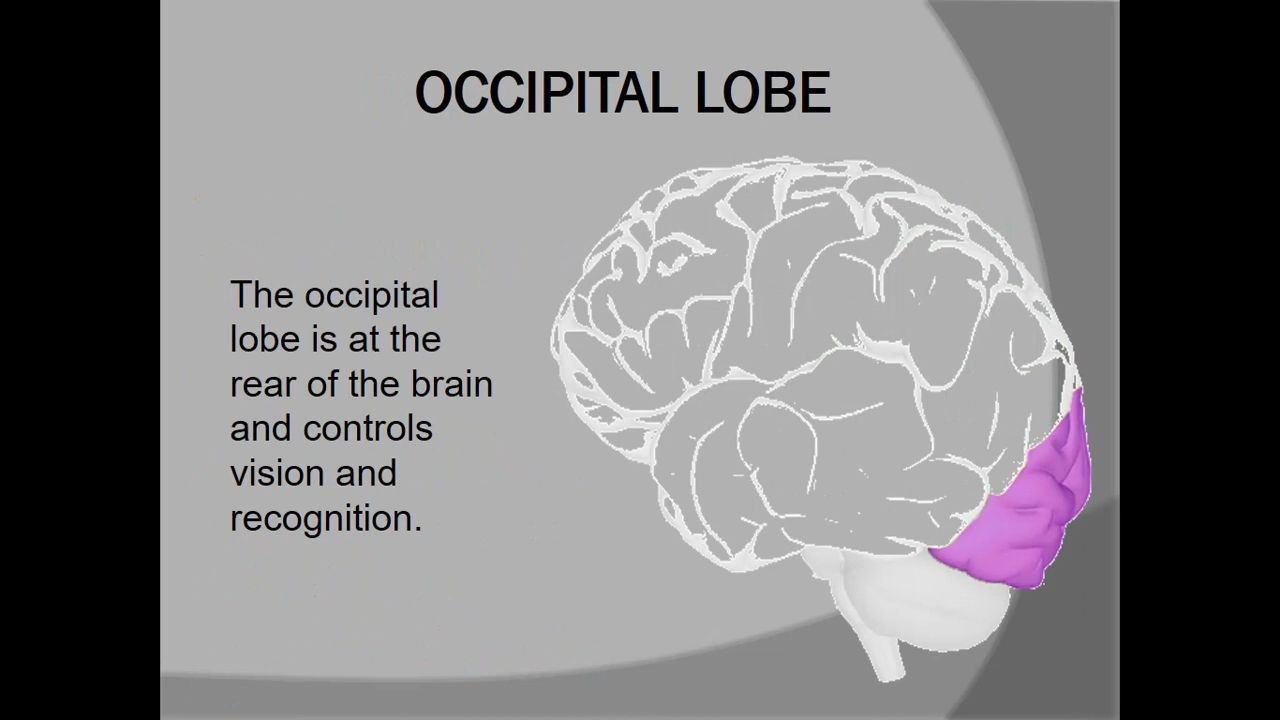 OCCIPITAL LOBE
The occipital
lobe is at the
rear of the brain
and controls
vision and
recognition.